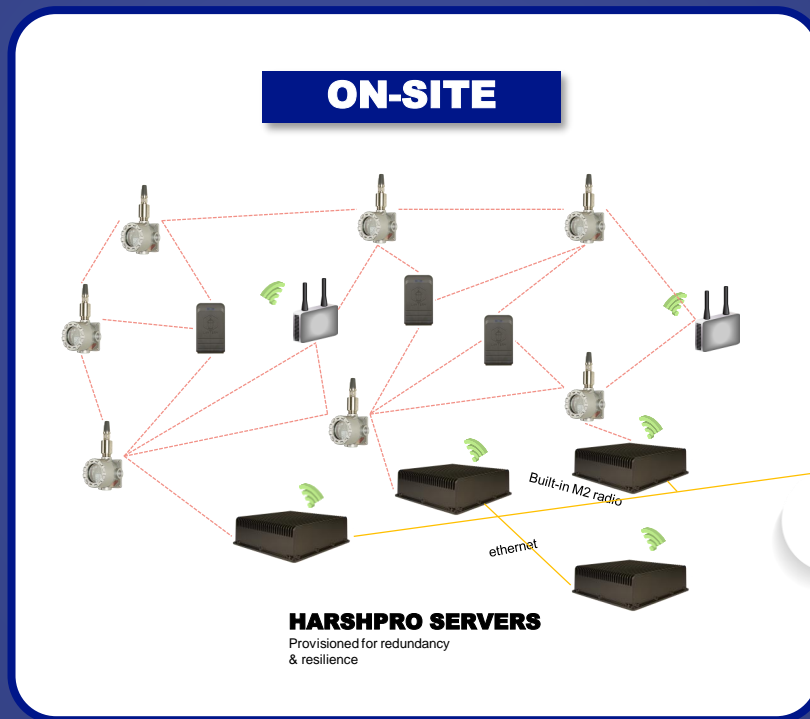 ON-SITE
Built-in M2 radio
ethernet
HARSHPRO SERVERS
Provisioned for redundancy
& resilience